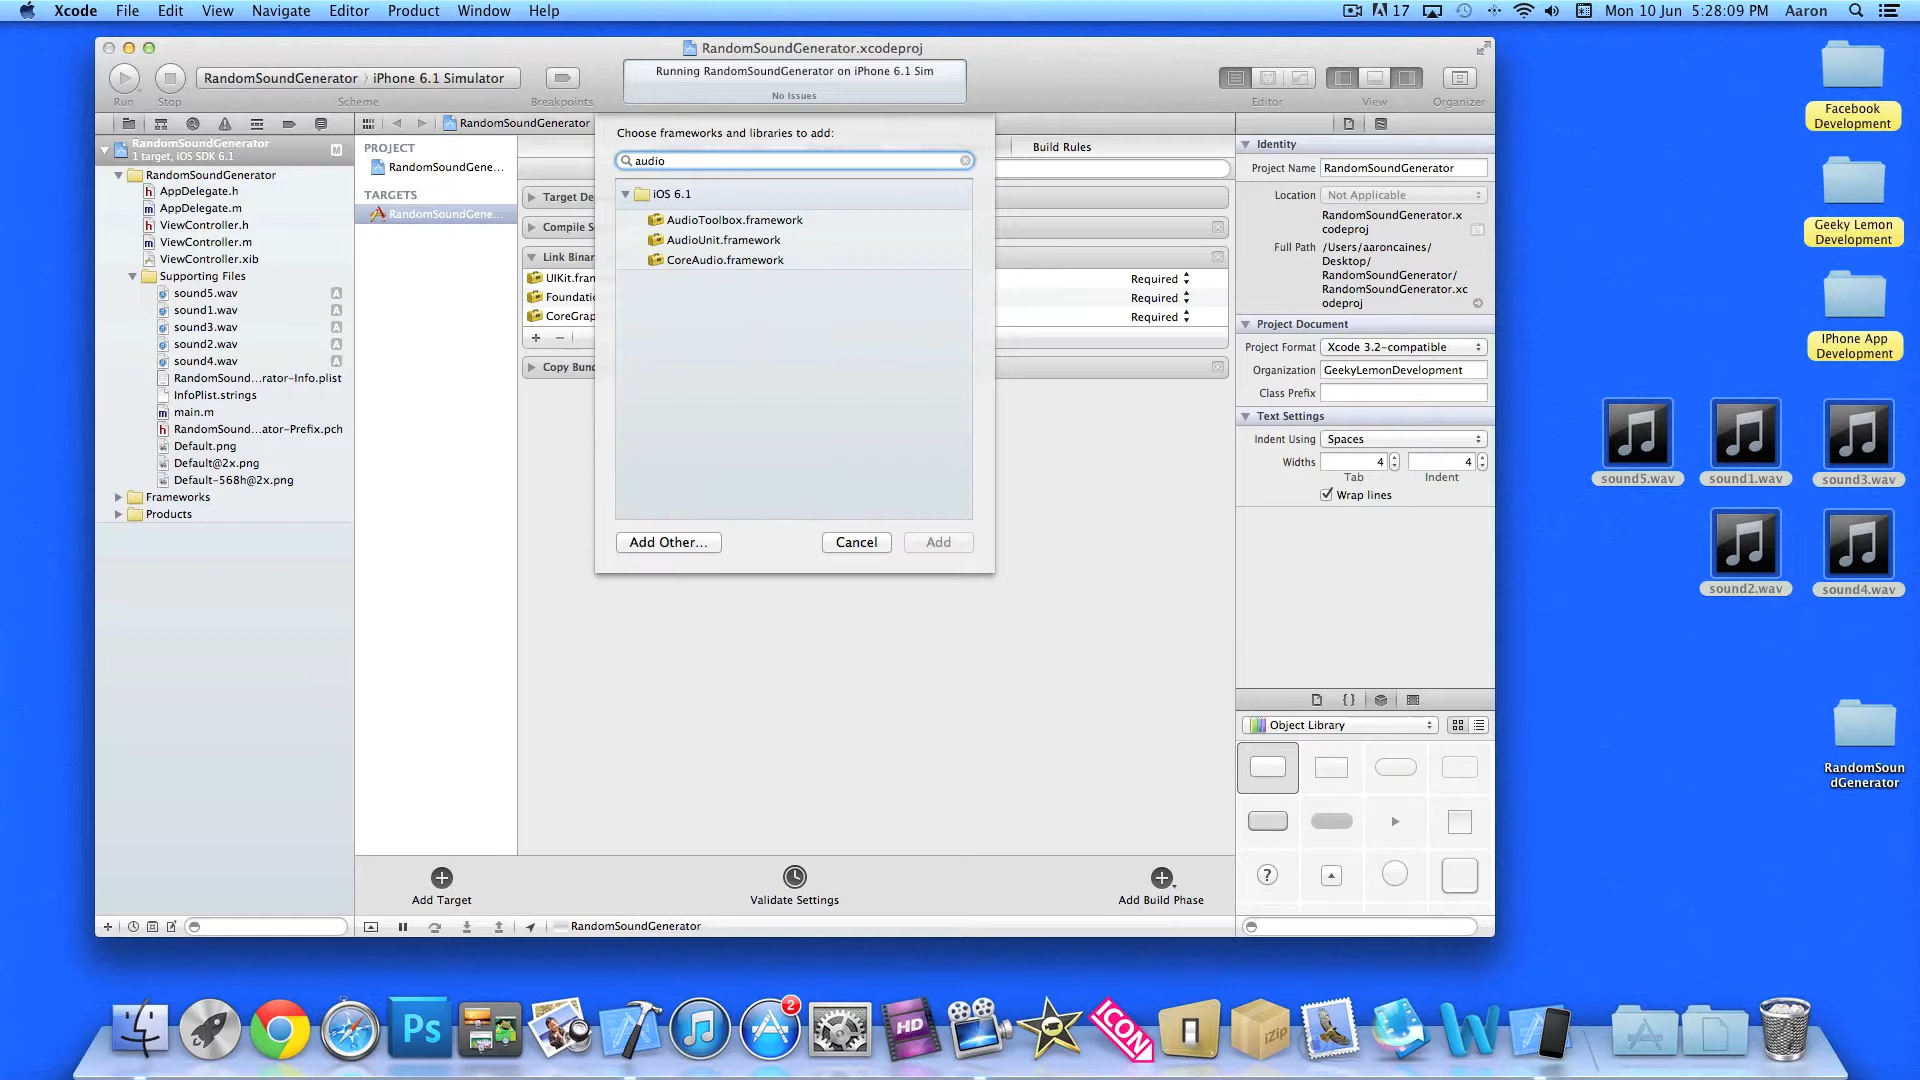 Xcode File Edit View Navigate Editor Product Window Help 17 Mon 10 Jun 5:28:09 PM Aaron
RandomSoundGenerator.xcodeproj
RandomSoundGenerator 〉 iPhone 6.1 Simulator
Running RandomSoundGenerator on iPhone 6.1 Sim
No Issues
Run Stop Scheme Breakpoints Editor View Organizer
RandomSoundGenerator
1 target, iOS SDK 6.1
M
RandomSoundGenerator
AppDelegate.h
AppDelegate.m
ViewController.h
ViewController.m
ViewController.xib
Supporting Files
sound5.wav A
sound1.wav A
sound3.wav A
sound2.wav A
sound4.wav A
RandomSound...rator-Info.plist
InfoPlist.strings
main.m
RandomSound...ator-Prefix.pch
Default.png
Default@2x.png
Default-568h@2x.png
Frameworks
Products
RandomSoundGenerator
PROJECT
RandomSoundGene...
TARGETS
RandomSoundGene...
Build Rules
Target De
Compile S
Link Binar
UIKit.fran Required
Foundatio Required
CoreGrap Required
+ −
Copy Bund
Choose frameworks and libraries to add:
audio
iOS 6.1
AudioToolbox.framework
AudioUnit.framework
CoreAudio.framework
Add Other... Cancel Add
Add Target Validate Settings Add Build Phase
RandomSoundGenerator
Identity
Project Name RandomSoundGenerator
Location Not Applicable
RandomSoundGenerator.x
codeproj
Full Path /Users/aaroncaines/
Desktop/
RandomSoundGenerator/
RandomSoundGenerator.xc
odeproj
Project Document
Project Format Xcode 3.2-compatible
Organization GeekyLemonDevelopment
Class Prefix
Text Settings
Indent Using Spaces
Widths 4 4
Tab Indent
Wrap lines
{ }
Object Library
?
Facebook
Development
Geeky Lemon
Development
IPhone App
Development
sound5.wav sound1.wav sound3.wav
sound2.wav sound4.wav
RandomSoun
dGenerator
Ps
2
HD
ICON
iZip
W